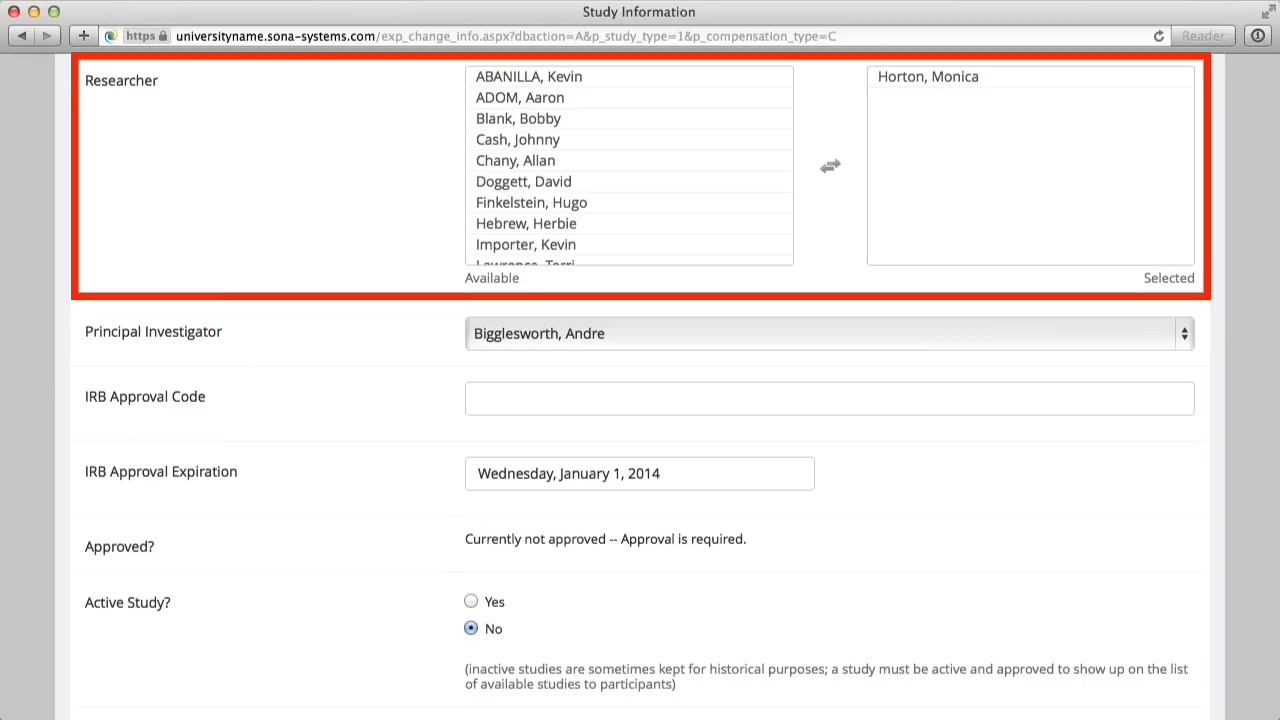 Study Information
https universityname.sona-systems.com/exp_change_info.aspx?dbaction=A&p_study_type=1&p_compensation_type=C
Reader
Researcher
ABANILLA, Kevin
ADOM, Aaron
Blank, Bobby
Cash, Johnny
Chany, Allan
Doggett, David
Finkelstein, Hugo
Hebrew, Herbie
Importer, Kevin
Lawrence, Terri
Available
Horton, Monica
Selected
Principal Investigator
Bigglesworth, Andre
IRB Approval Code
IRB Approval Expiration
Wednesday, January 1, 2014
Approved?
Currently not approved -- Approval is required.
Active Study?
Yes
No
(inactive studies are sometimes kept for historical purposes; a study must be active and approved to show up on the list
of available studies to participants)